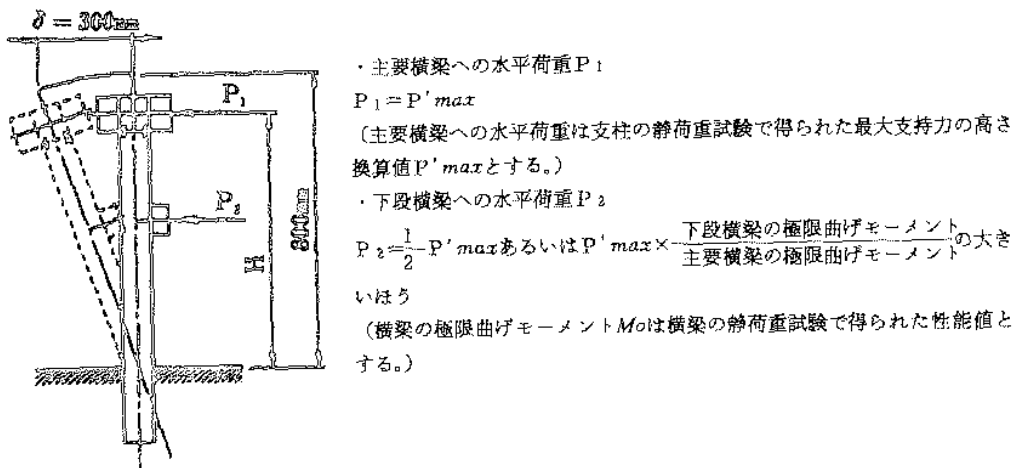 δ = 300mm
P₁
P₂
H
800mm
・主要横梁への水平荷重P₁
P₁=P'max
(主要横梁への水平荷重は支柱の静荷重試験で得られた最大支持力の高さ
換算値P'maxとする。)
・下段横梁への水平荷重P₂
P₂=1/2 P'maxあるいはP'max×下段横梁の極限曲げモーメント/主要横梁の極限曲げモーメントの大き
いほう
(横梁の極限曲げモーメントMoは横梁の静荷重試験で得られた性能値と
する。)